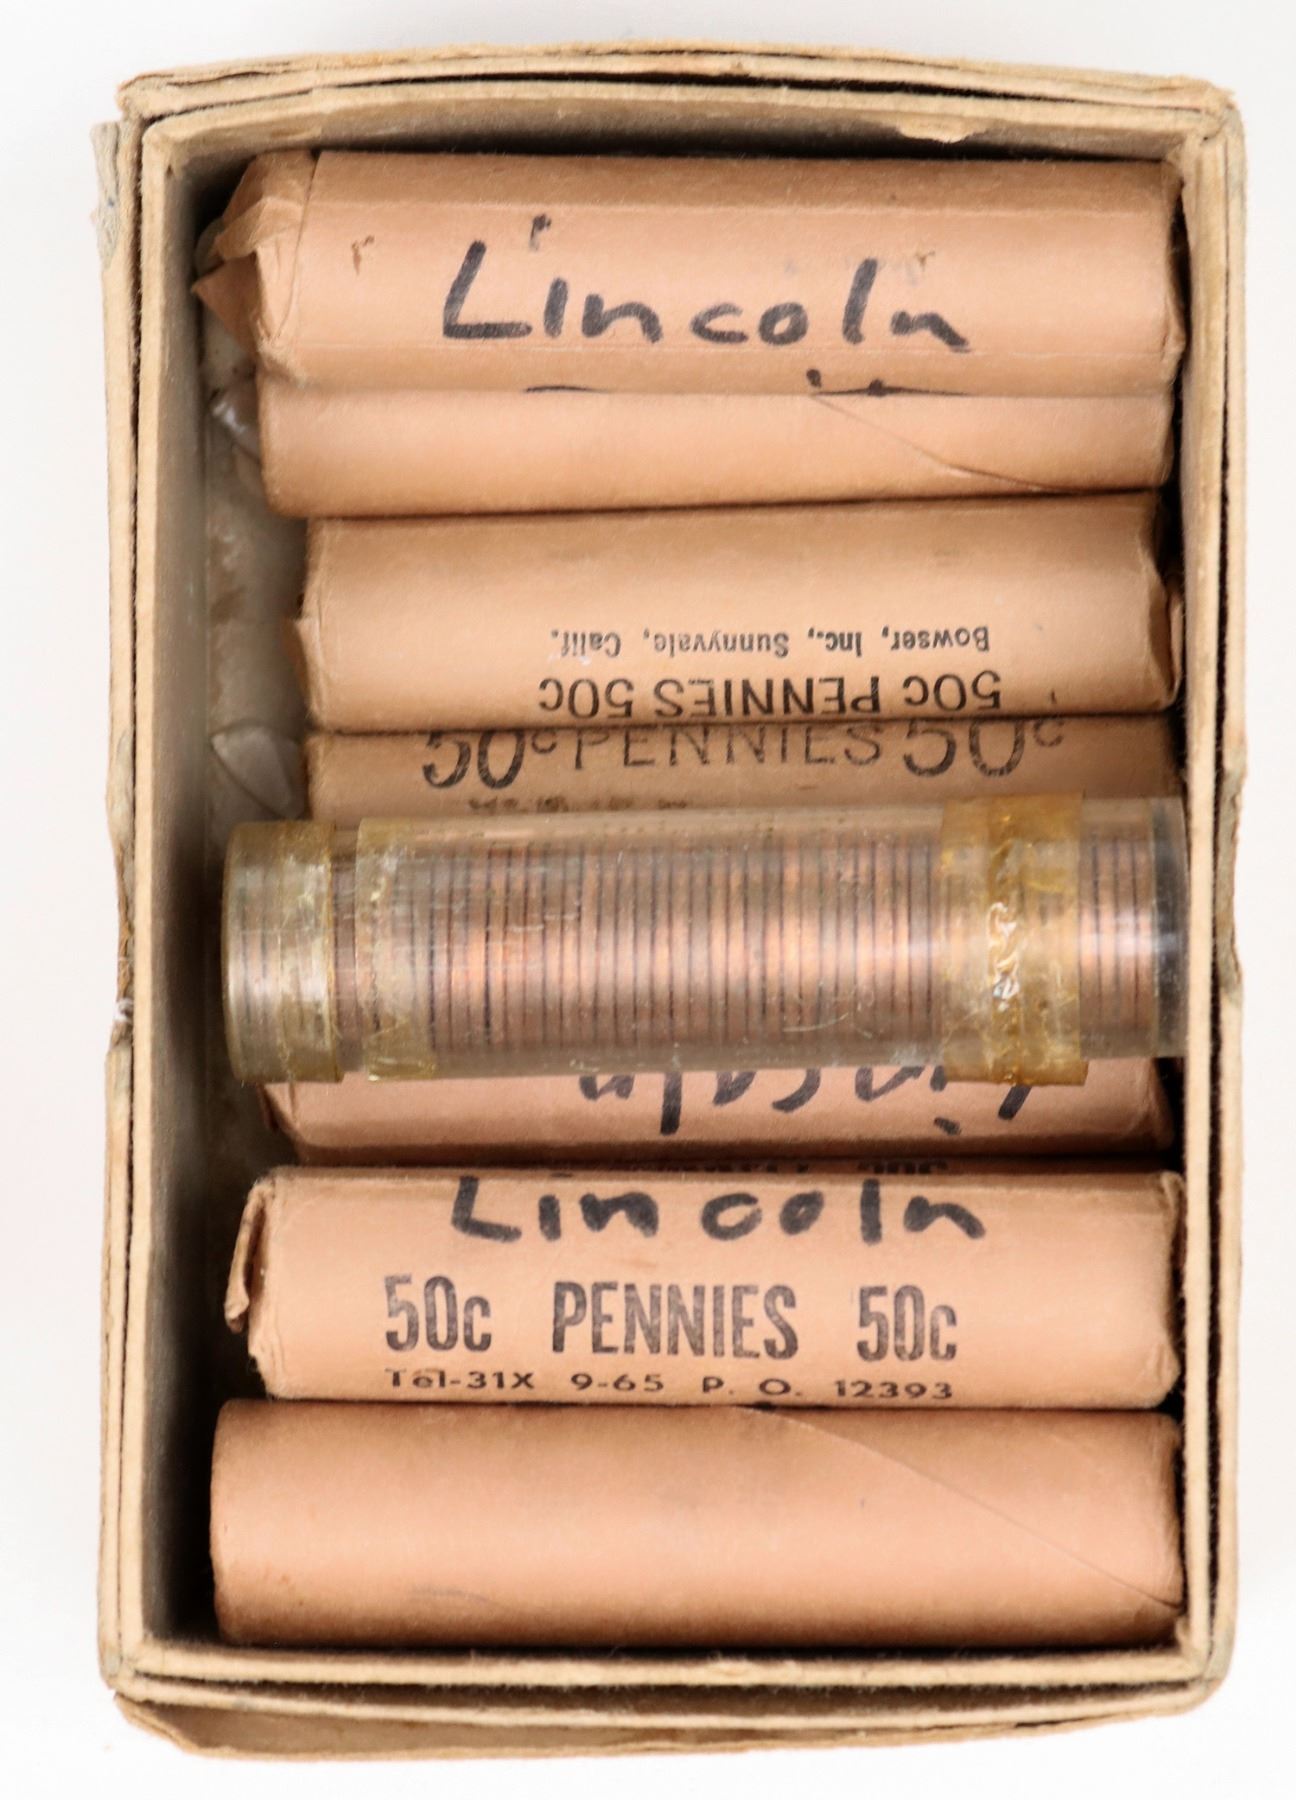 Lincoln
Bowser, Inc., Sunnyvale, Calif.
50c PENNIES 50c
50c PENNIES 50c
Lincoln
Lincoln
50c PENNIES 50c
Tel-31X 9-65 P. O. 12393